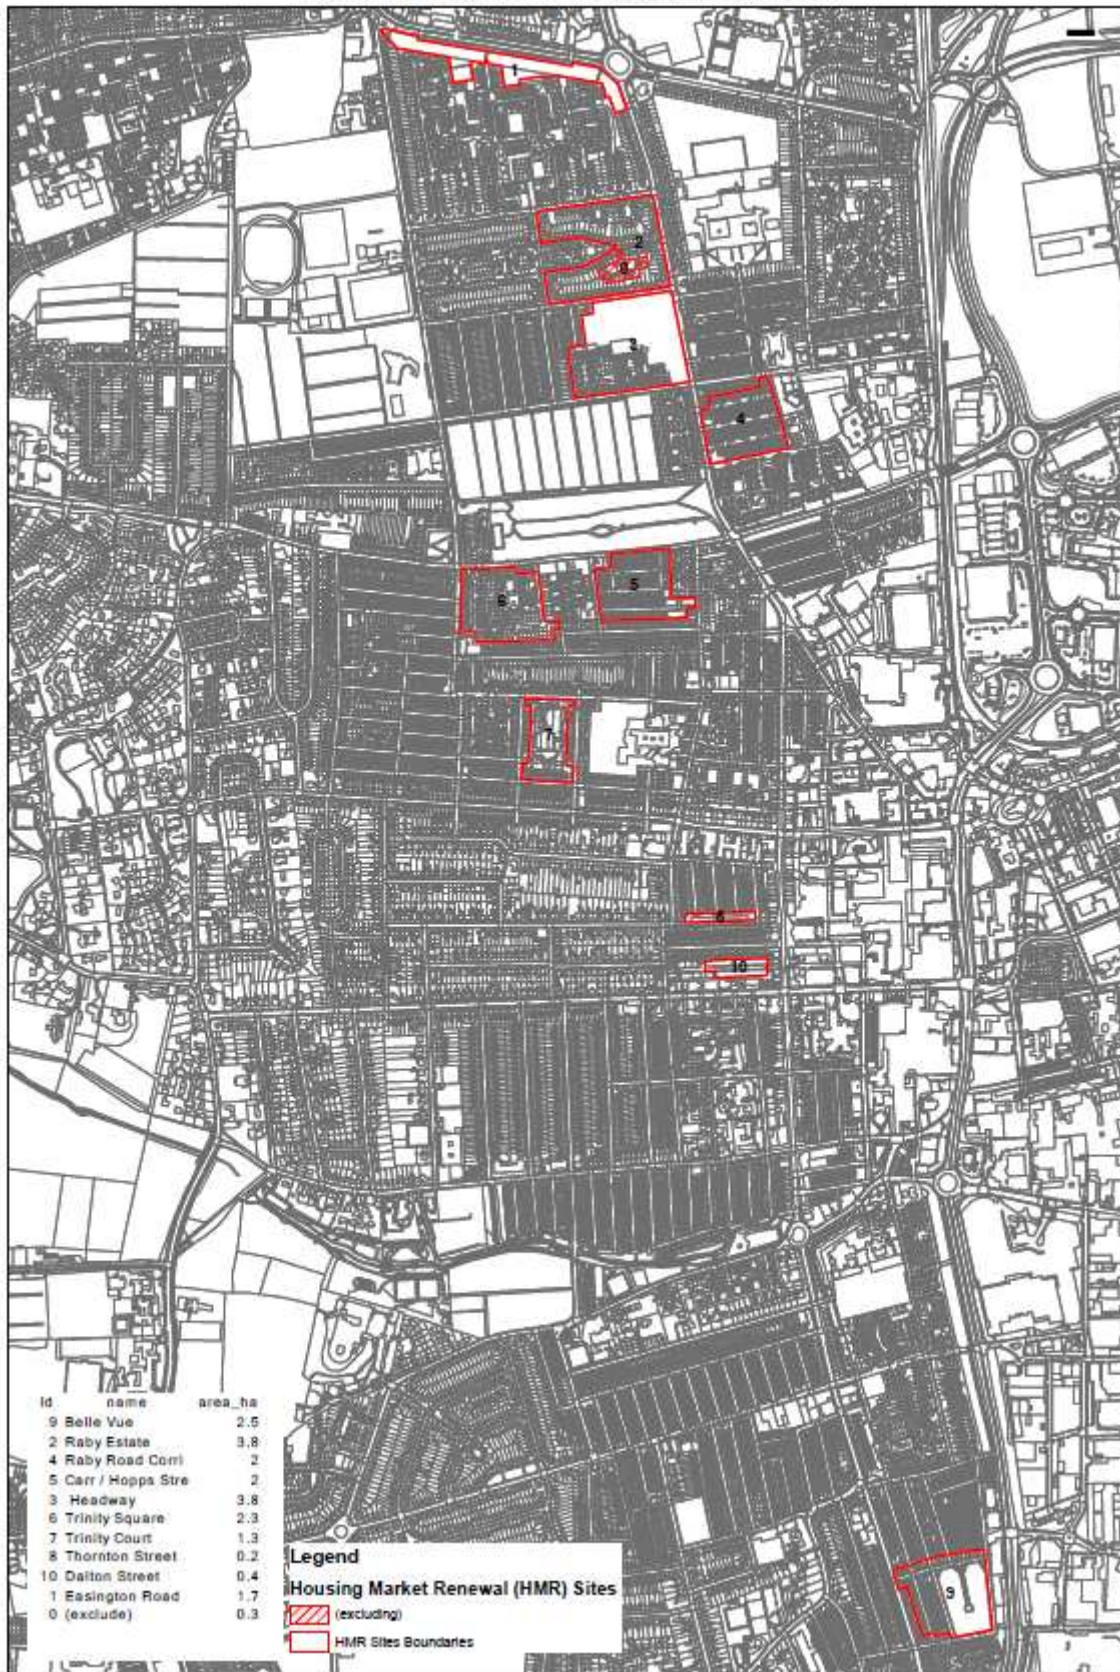 1
2
0
3
4
5
6
7
8
10
9
Id name area_ha
9 Belle Vue 2.5
2 Raby Estate 3.8
4 Raby Road Corri 2
5 Carr / Hopps Stre 2
3 Headway 3.8
6 Trinity Square 2.3
7 Trinity Court 1.3
8 Thornton Street 0.2
10 Dalton Street 0.4
1 Easington Road 1.7
0 (exclude) 0.3
Legend
Housing Market Renewal (HMR) Sites
(excluding)
HMR Sites Boundaries